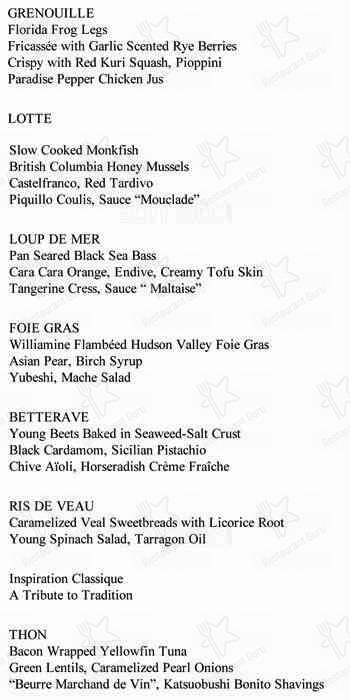 GRENOUILLE
Florida Frog Legs
Fricassée with Garlic Scented Rye Berries
Crispy with Red Kuri Squash, Pioppini
Paradise Pepper Chicken Jus
LOTTE
Slow Cooked Monkfish
British Columbia Honey Mussels
Castelfranco, Red Tardivo
Piquillo Coulis, Sauce “Mouclade”
LOUP DE MER
Pan Seared Black Sea Bass
Cara Cara Orange, Endive, Creamy Tofu Skin
Tangerine Cress, Sauce “ Maltaise”
FOIE GRAS
Williamine Flambéed Hudson Valley Foie Gras
Asian Pear, Birch Syrup
Yubeshi, Mache Salad
BETTERAVE
Young Beets Baked in Seaweed-Salt Crust
Black Cardamom, Sicilian Pistachio
Chive Aïoli, Horseradish Crème Fraîche
RIS DE VEAU
Caramelized Veal Sweetbreads with Licorice Root
Young Spinach Salad, Tarragon Oil
Inspiration Classique
A Tribute to Tradition
THON
Bacon Wrapped Yellowfin Tuna
Green Lentils, Caramelized Pearl Onions
“Beurre Marchand de Vin”, Katsuobushi Bonito Shavings